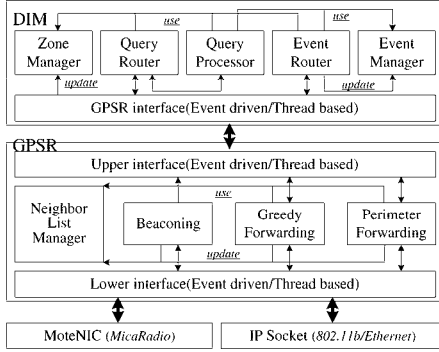 DIM
use
use
Zone Manager
Query Router
Query Processor
Event Router
Event Manager
update
update
GPSR interface(Event driven/Thread based)
GPSR
Upper interface(Event driven/Thread based)
use
Neighbor List Manager
Beaconing
Greedy Forwarding
Perimeter Forwarding
update
Lower interface(Event driven/Thread based)
MoteNIC (MicaRadio)
IP Socket (802.11b/Ethernet)